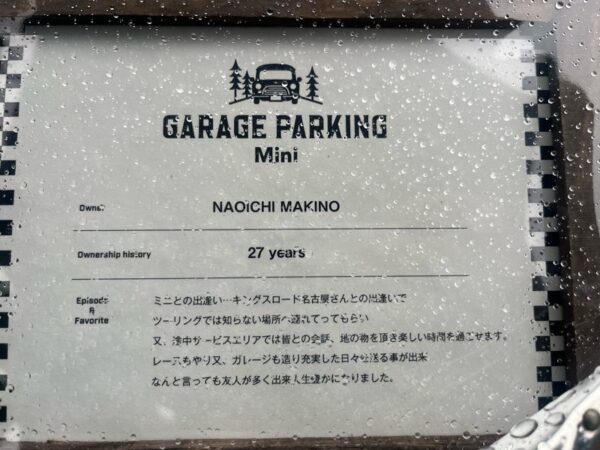 GARAGE PARKING
Mini
Owner NAOICHI MAKINO
Ownership history 27 years
Episode & Favorite
ミニとの出逢い…キングスロード名古屋さんとの出逢いで
ツーリングでは知らない場所へ連れてってもらい
又、途中サービスエリアでは皆との会話、地の物を頂き楽しい時間を過ごせます。
レースもやり又、ガレージも造り充実した日々を送る事が出来
なんと言っても友人が多く出来人生豊かになりました。